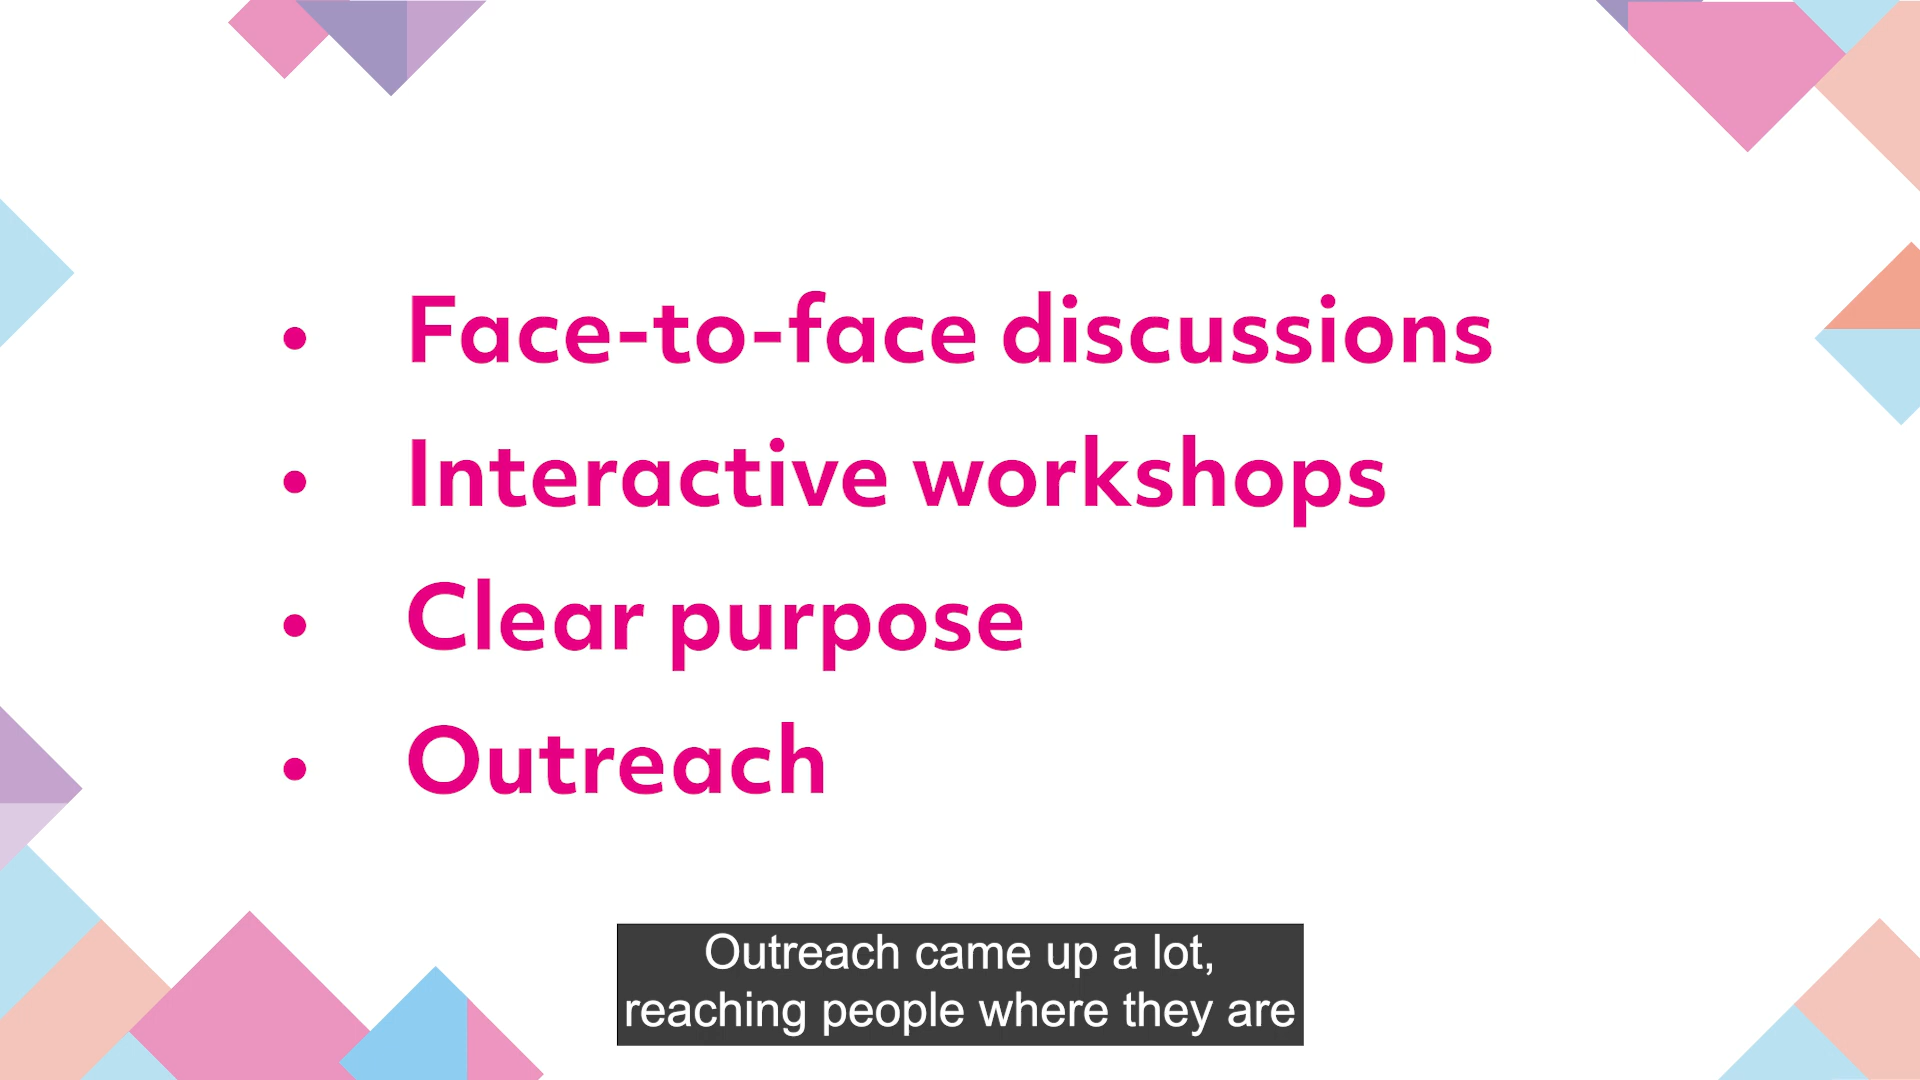 • Face-to-face discussions
• Interactive workshops
• Clear purpose
• Outreach
Outreach came up a lot,
reaching people where they are